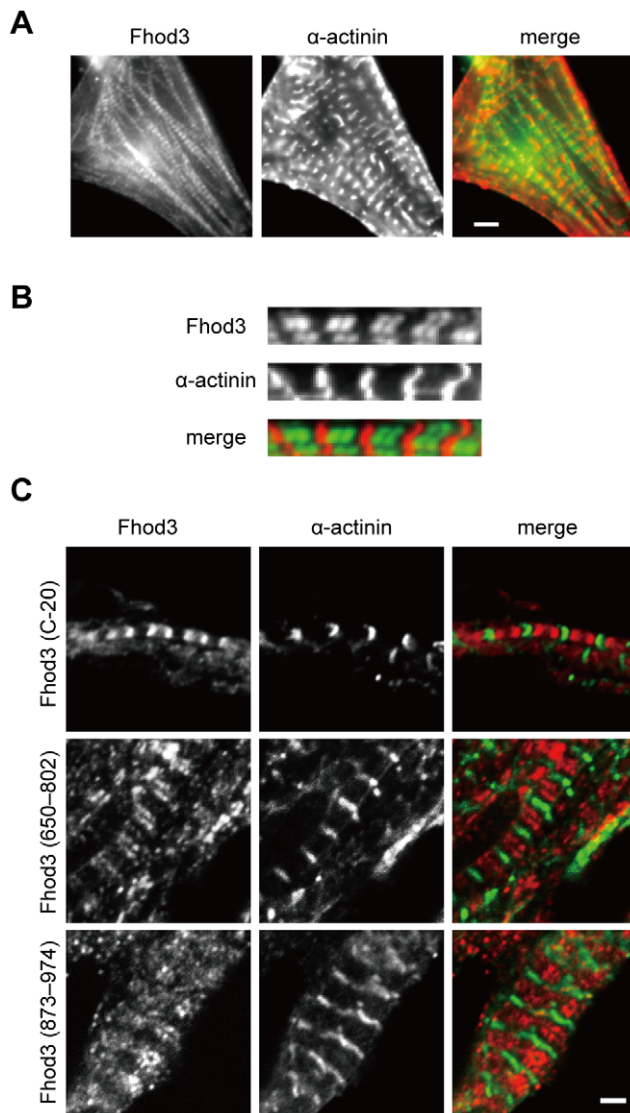 A
Fhod3 α-actinin merge
B
Fhod3
α-actinin
merge
C
Fhod3 α-actinin merge
Fhod3 (C-20)
Fhod3 (650–802)
Fhod3 (873–974)